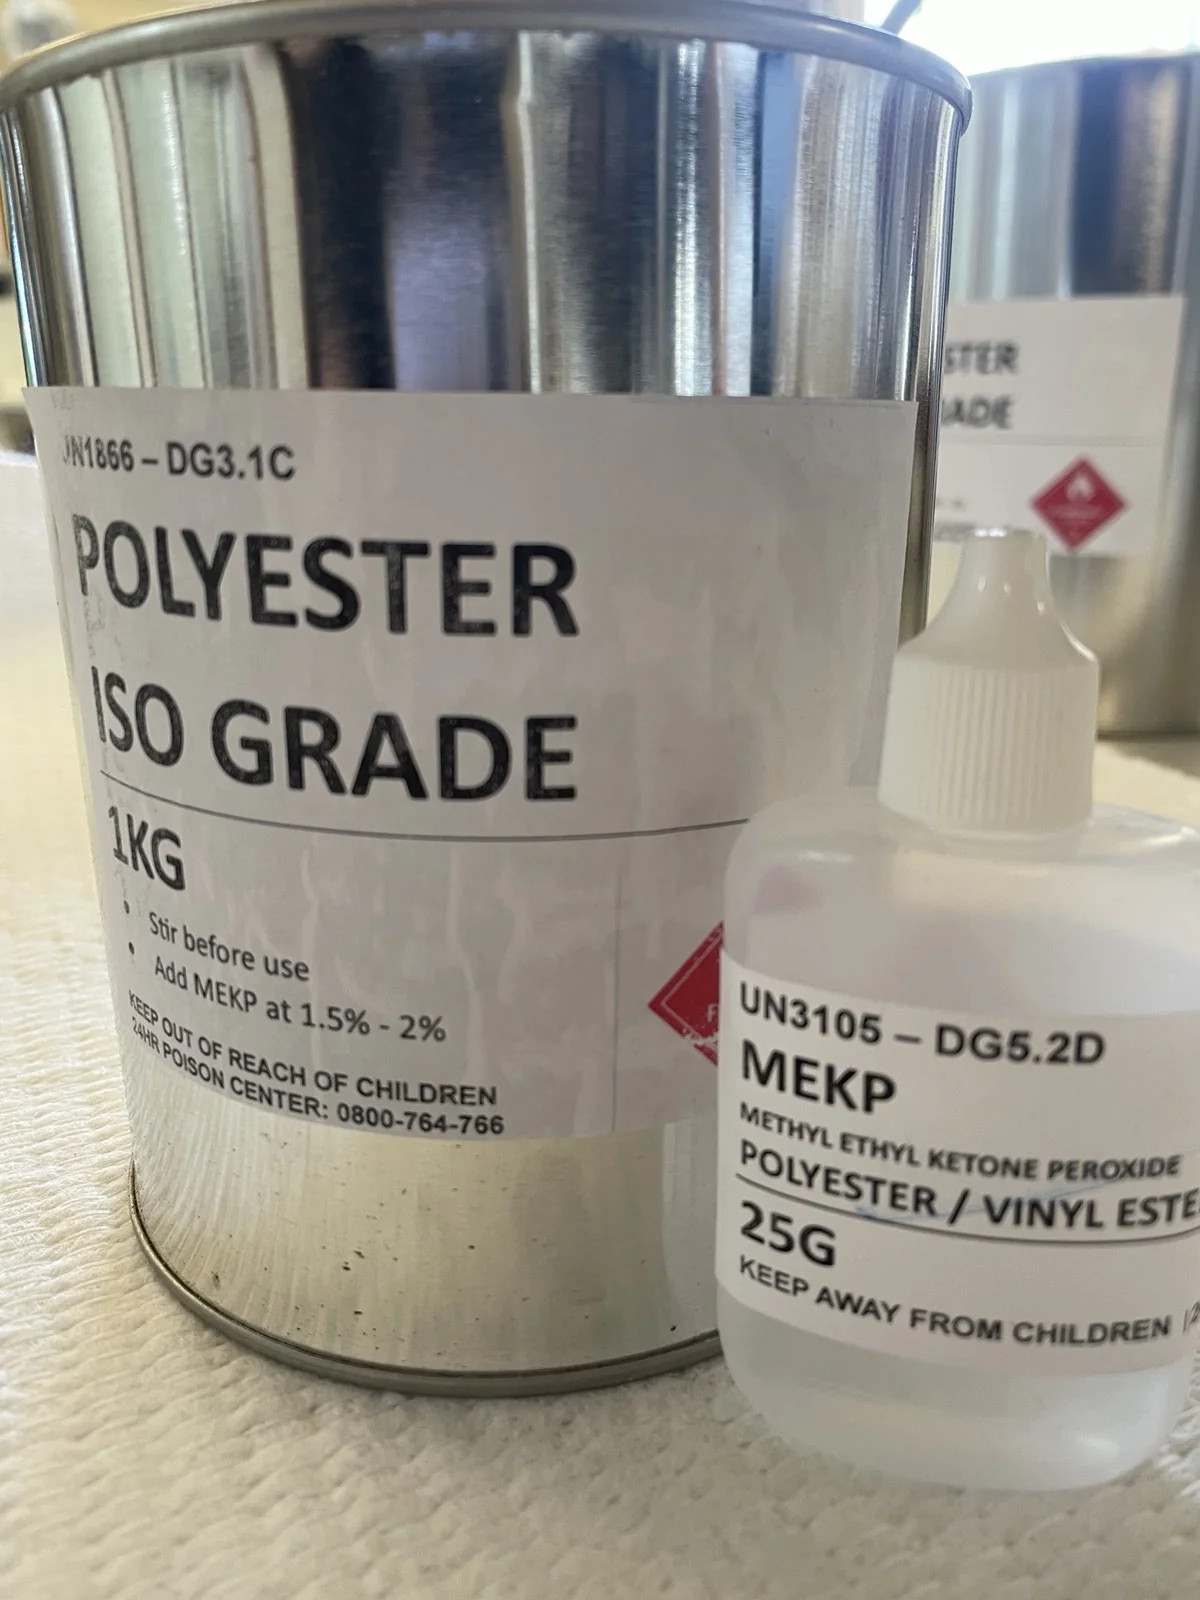 UN1866 – DG3.1C
POLYESTER
ISO GRADE
1KG
• Stir before use
• Add MEKP at 1.5% - 2%
KEEP OUT OF REACH OF CHILDREN
24HR POISON CENTER: 0800-764-766
STER
ADE
UN3105 – DG5.2D
MEKP
METHYL ETHYL KETONE PEROXIDE
POLYESTER / VINYL ESTE
25G
KEEP AWAY FROM CHILDREN |